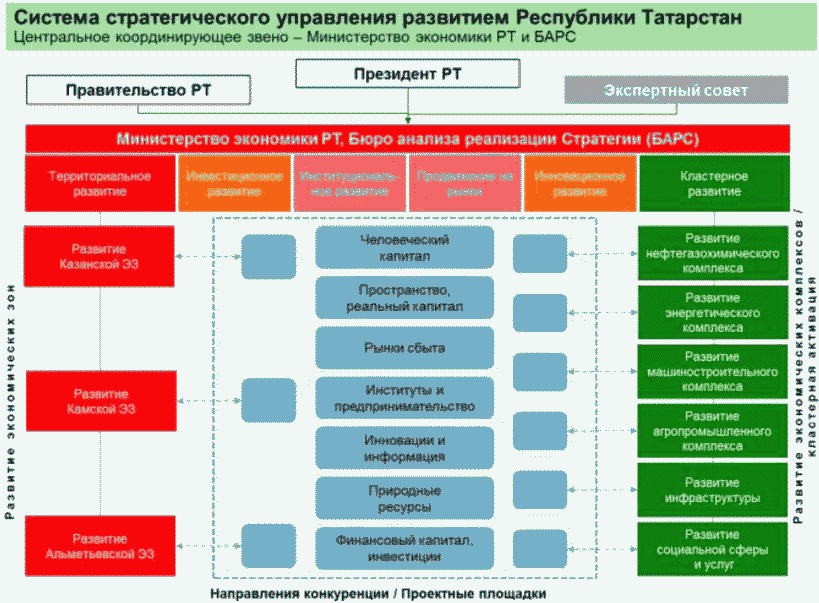 Система стратегического управления развитием Республики Татарстан
Центральное координирующее звено – Министерство экономики РТ и БАРС
Президент РТ
Правительство РТ
Экспертный совет
Министерство экономики РТ, Бюро анализа реализации Стратегии (БАРС)
Территориальное
развитие
Инвестиционное
развитие
Институциональ-
ное развитие
Продвижение на
рынки
Инновационное
развитие
Кластерное
развитие
Развитие экономических зон
Развитие
Казанской ЭЗ
Развитие
Камской ЭЗ
Развитие
Альметьевской ЭЗ
Человеческий
капитал
Пространство,
реальный капитал
Рынки сбыта
Институты и
предпринимательство
Инновации и
информация
Природные
ресурсы
Финансовый капитал,
инвестиции
Развитие
нефтегазохимического
комплекса
Развитие
энергетического
комплекса
Развитие
машиностроительного
комплекса
Развитие
агропромышленного
комплекса
Развитие
инфраструктуры
Развитие
социальной сферы
и услуг
Развитие экономических комплексов /
кластерная активация
Направления конкуренции / Проектные площадки